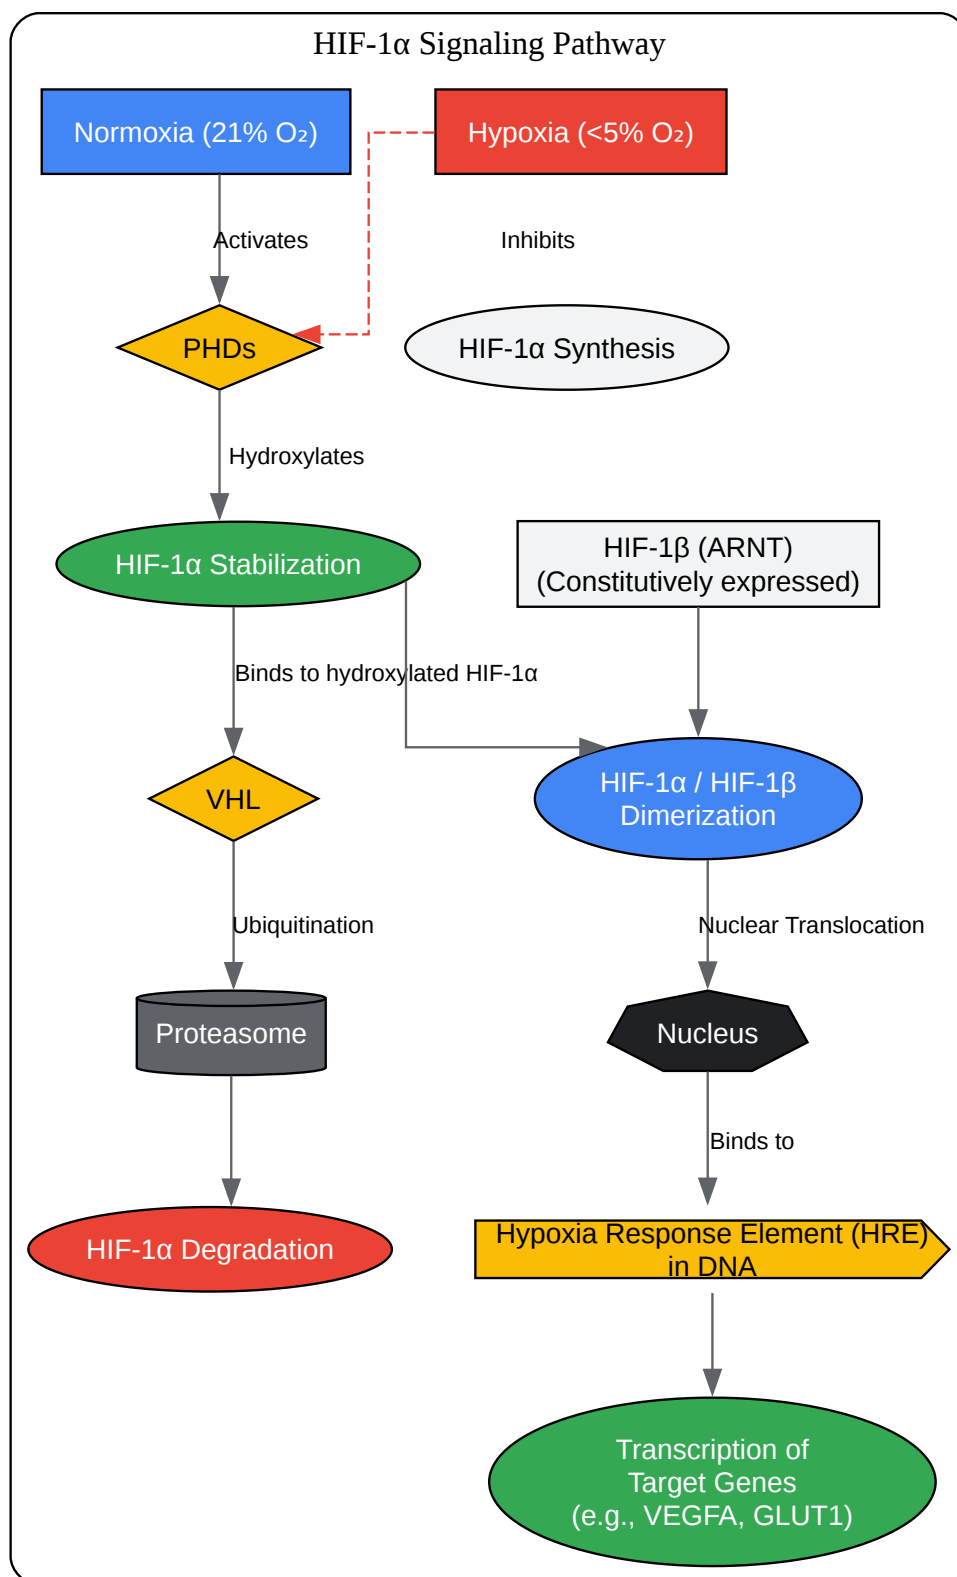 HIF-1α Signaling Pathway
Normoxia (21% O₂)
Hypoxia (<5% O₂)
Activates
Inhibits
PHDs
HIF-1α Synthesis
Hydroxylates
HIF-1α Stabilization
HIF-1β (ARNT)
(Constitutively expressed)
Binds to hydroxylated HIF-1α
VHL
HIF-1α / HIF-1β
Dimerization
Ubiquitination
Nuclear Translocation
Proteasome
Nucleus
Binds to
HIF-1α Degradation
Hypoxia Response Element (HRE)
in DNA
Transcription of
Target Genes
(e.g., VEGFA, GLUT1)